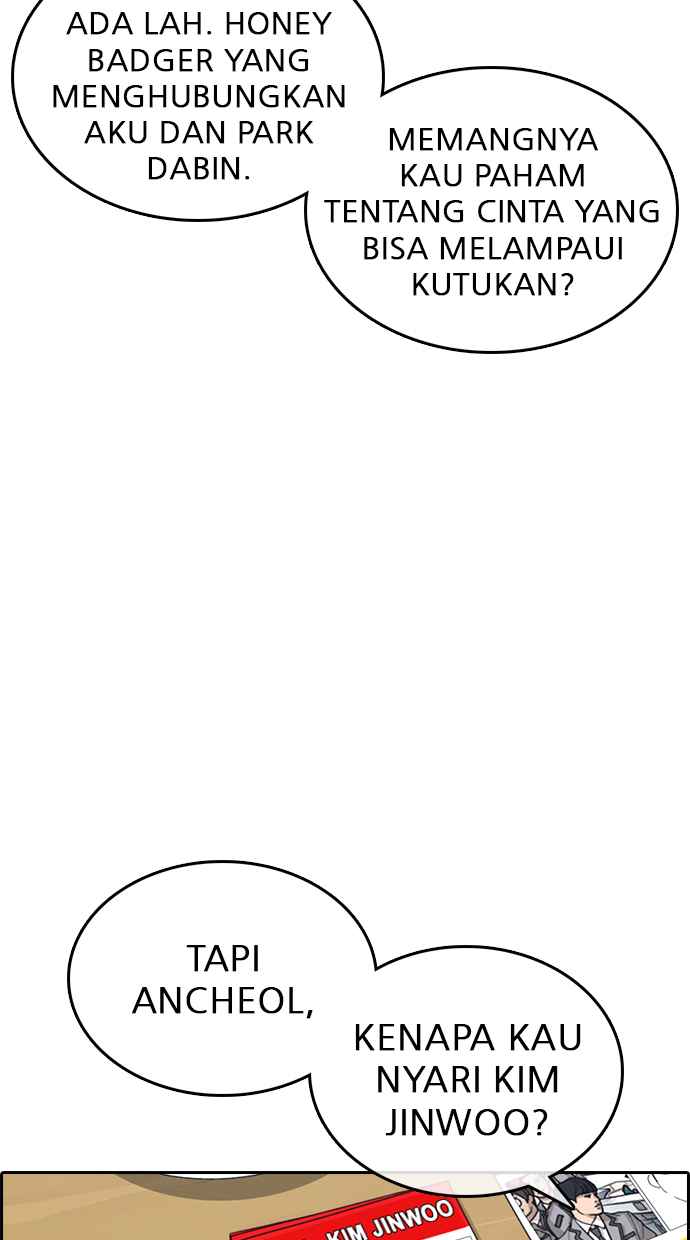 ADA LAH. HONEY
BADGER YANG
MENGHUBUNGKAN
AKU DAN PARK
DABIN.
MEMANGNYA
KAU PAHAM
TENTANG CINTA YANG
BISA MELAMPAUI
KUTUKAN?
TAPI
ANCHEOL,
KENAPA KAU
NYARI KIM
JINWOO?
KIM JINWOO